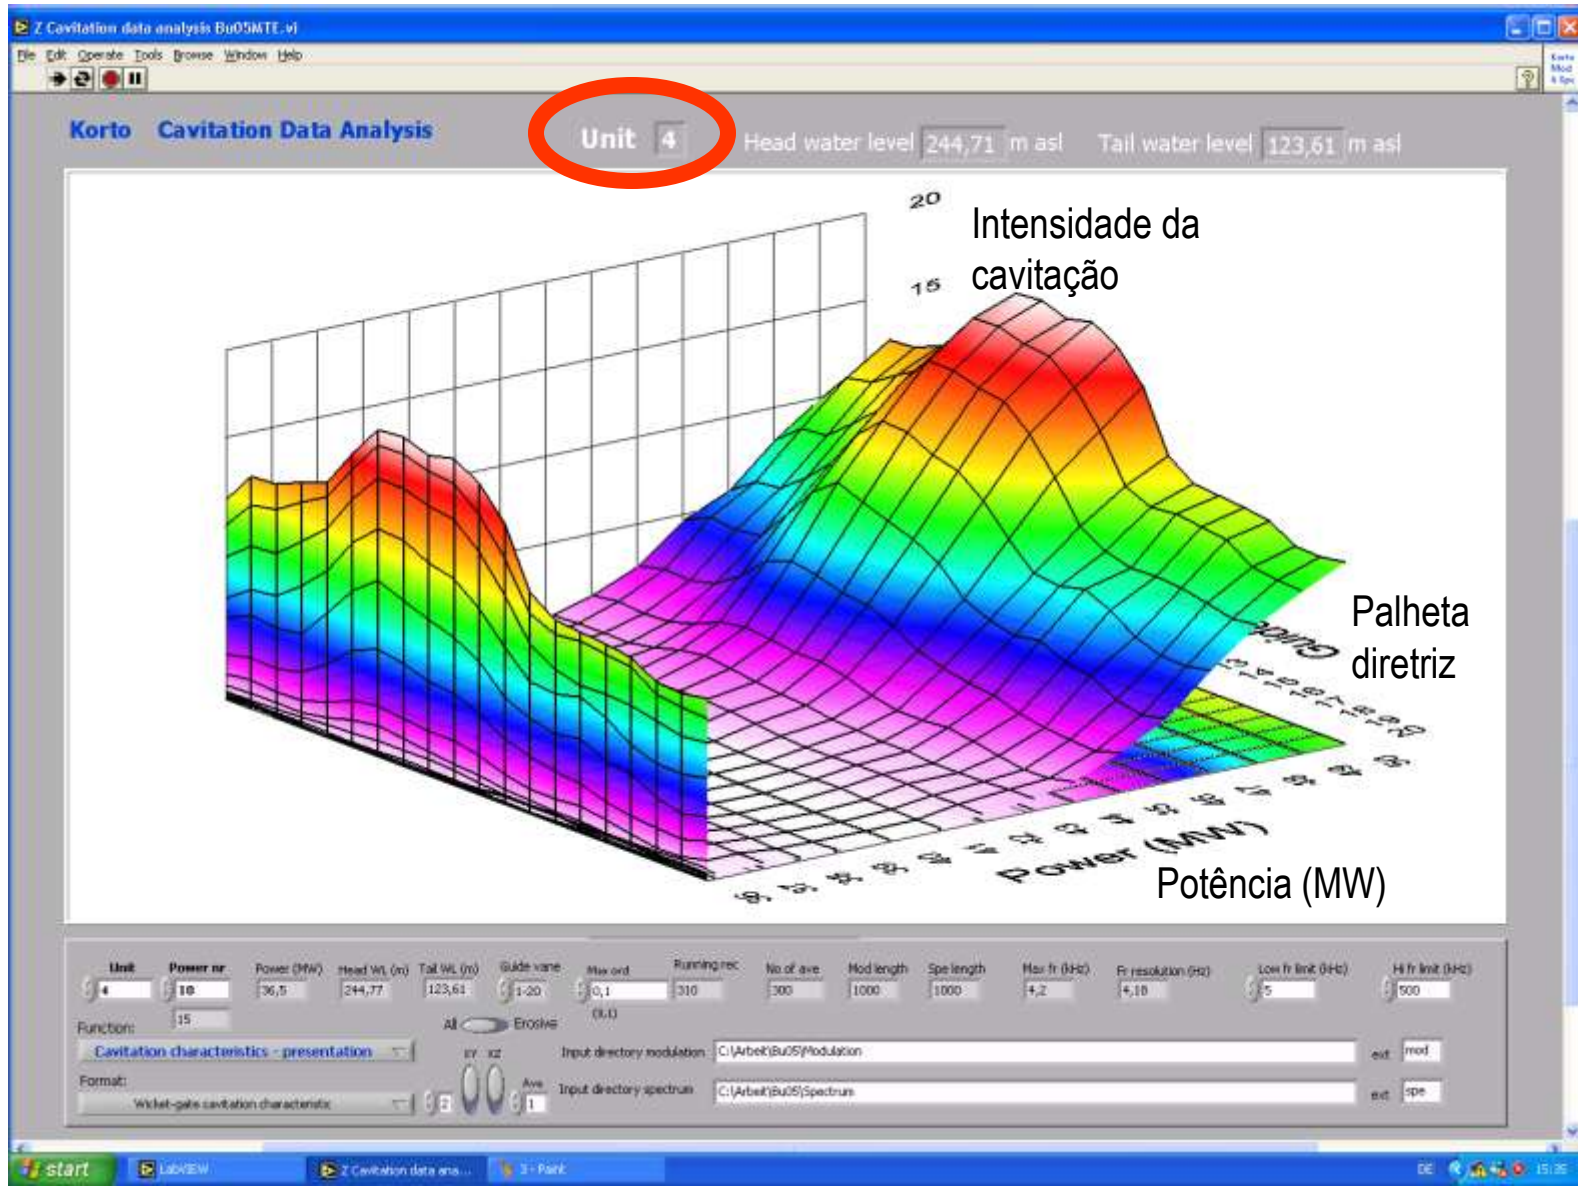 Z Cavitation data analysis Bu05MTE.vi
File Edit Operate Tools Browse Window Help
Korto Cavitation Data Analysis
Unit 4
Head water level 244,71 m asl
Tail water level 123,61 m asl
20
15
Intensidade da
cavitação
Palheta
diretriz
Power (MW)
Potência (MW)
Unit
Power nr
Power (MW)
Head WL (m)
Tail WL (m)
Guide vane
Max ord
Running rec
No of ave
Mod length
Spe length
Max fr (kHz)
Fr resolution (Hz)
Low fr limit (kHz)
Hi fr limit (kHz)
4
10
36,5
244,77
123,61
1-20
0,1
310
300
1000
1000
4,2
4,18
5
500
15
Function:
All
Erosive
Cavitation characteristics - presentation
XY XZ
Input directory modulation
C:\Arbeit\Bu05\Modulation
ext
mod
Format:
Wicket-gate cavitation characteristic
2
Ave
1
Input directory spectrum
C:\Arbeit\Bu05\Spectrum
ext
spe
start
LabVIEW
Z Cavitation data ana...
3 - Paint
DE
15:35